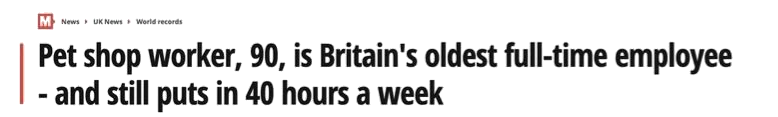 M News UK News World records
Pet shop worker, 90, is Britain's oldest full-time employee
- and still puts in 40 hours a week